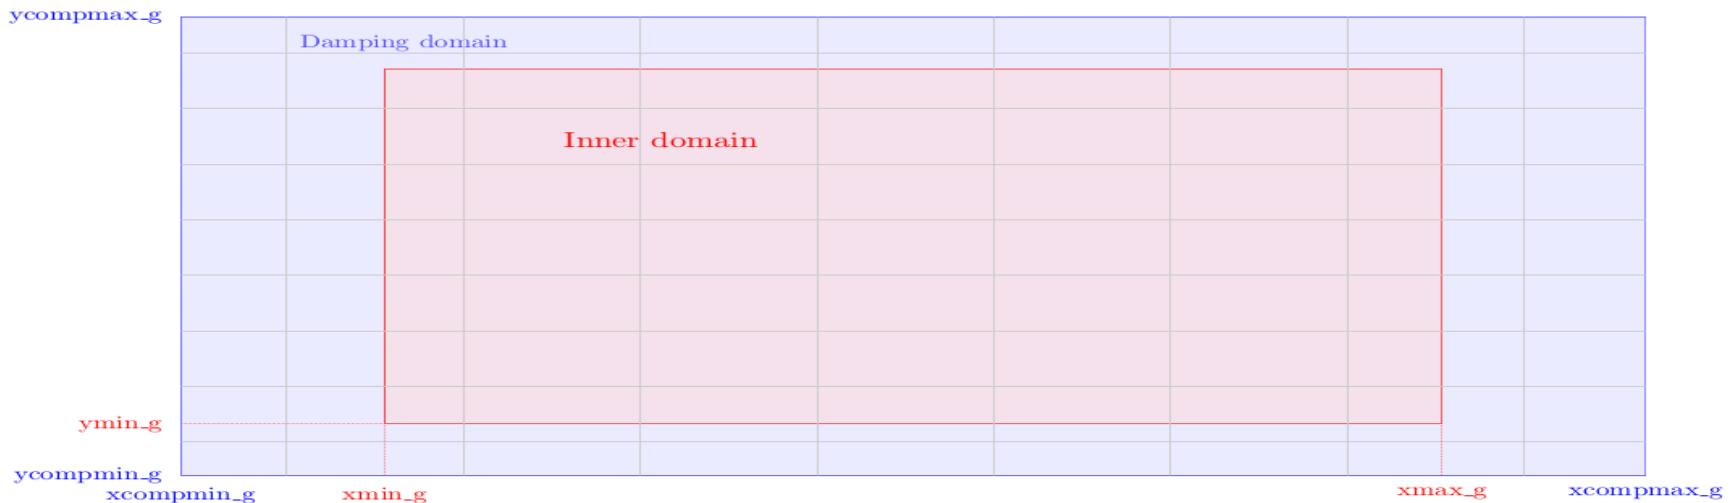 ycompmax_g
Damping domain
Inner domain
ymin_g
ycompmin_g
xcompmin_g
xmin_g
xmax_g
xcompmax_g